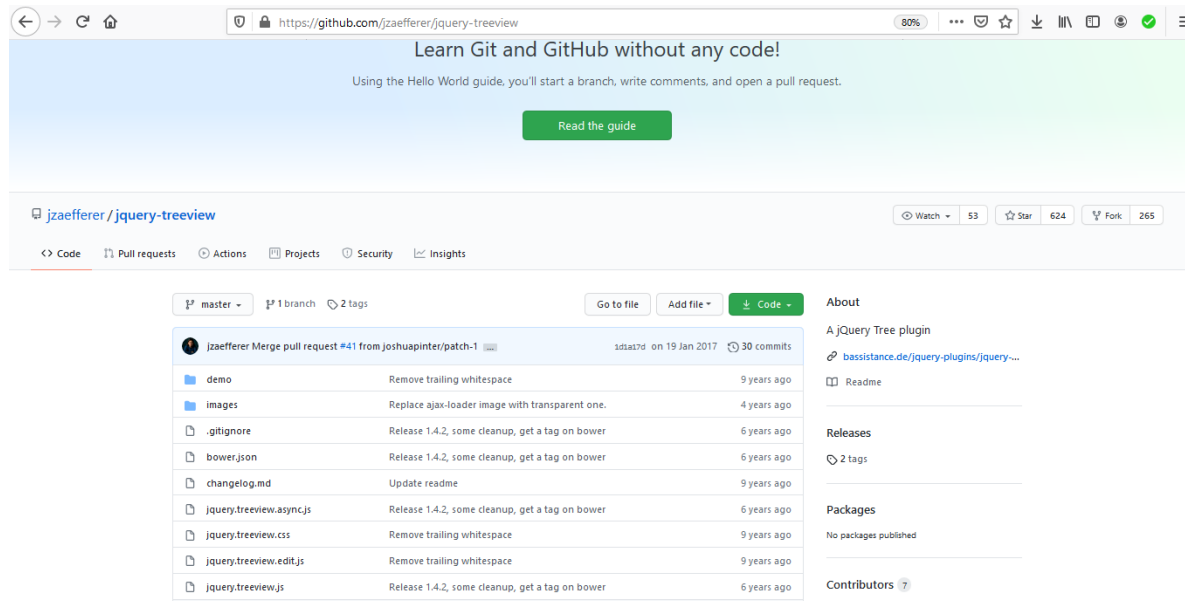 https://github.com/jzaefferer/jquery-treeview
80%
Learn Git and GitHub without any code!
Using the Hello World guide, you'll start a branch, write comments, and open a pull request.
Read the guide
jzaefferer / jquery-treeview
Watch 53 Star 624 Fork 265
Code Pull requests Actions Projects Security Insights
master 1 branch 2 tags Go to file Add file Code
jzaefferer Merge pull request #41 from joshuapinter/patch-1 ... 1d1a17d on 19 Jan 2017 30 commits
demo Remove trailing whitespace 9 years ago
images Replace ajax-loader image with transparent one. 4 years ago
.gitignore Release 1.4.2, some cleanup, get a tag on bower 6 years ago
bower.json Release 1.4.2, some cleanup, get a tag on bower 6 years ago
changelog.md Update readme 9 years ago
jquery.treeview.async.js Release 1.4.2, some cleanup, get a tag on bower 6 years ago
jquery.treeview.css Remove trailing whitespace 9 years ago
jquery.treeview.edit.js Remove trailing whitespace 9 years ago
jquery.treeview.js Release 1.4.2, some cleanup, get a tag on bower 6 years ago
About
A jQuery Tree plugin
bassistance.de/jquery-plugins/jquery-...
Readme
Releases
2 tags
Packages
No packages published
Contributors 7